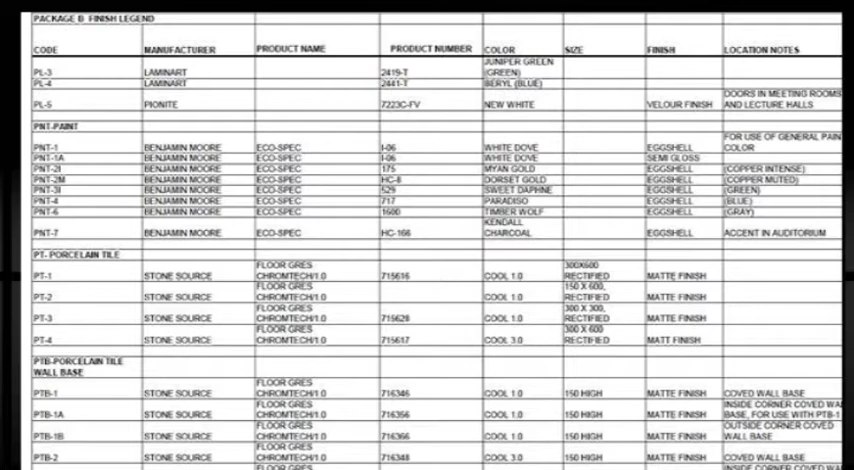 PACKAGE B FINISH LEGEND
CODE MANUFACTURER PRODUCT NAME PRODUCT NUMBER COLOR SIZE FINISH LOCATION NOTES
PL-3 LAMINART 2419-T JUNIPER GREEN (GREEN)
PL-4 LAMINART 2441-T BERYL (BLUE)
PL-5 PIONITE 7223C-FV NEW WHITE VELOUR FINISH DOORS IN MEETING ROOMS AND LECTURE HALLS
PNT-PAINT
PNT-1 BENJAMIN MOORE ECO-SPEC I-06 WHITE DOVE EGGSHELL FOR USE OF GENERAL PAIN COLOR
PNT-1A BENJAMIN MOORE ECO-SPEC I-06 WHITE DOVE SEMI GLOSS
PNT-2I BENJAMIN MOORE ECO-SPEC 175 MYAN GOLD EGGSHELL (COPPER INTENSE)
PNT-2M BENJAMIN MOORE ECO-SPEC HC-8 DORSET GOLD EGGSHELL (COPPER MUTED)
PNT-3I BENJAMIN MOORE ECO-SPEC 529 SWEET DAPHNE EGGSHELL (GREEN)
PNT-4 BENJAMIN MOORE ECO-SPEC 717 PARADISO EGGSHELL (BLUE)
PNT-6 BENJAMIN MOORE ECO-SPEC 1600 TIMBER WOLF EGGSHELL (GRAY)
PNT-7 BENJAMIN MOORE ECO-SPEC HC-166 KENDALL CHARCOAL EGGSHELL ACCENT IN AUDITORIUM
PT- PORCELAIN TILE
PT-1 STONE SOURCE FLOOR GRES CHROMTECH/1.0 715616 COOL 1.0 300X600 RECTIFIED MATTE FINISH
PT-2 STONE SOURCE FLOOR GRES CHROMTECH/1.0 COOL 1.0 150 X 600, RECTIFIED MATTE FINISH
PT-3 STONE SOURCE FLOOR GRES CHROMTECH/1.0 715628 COOL 1.0 300 X 300, RECTIFIED MATTE FINISH
PT-4 STONE SOURCE FLOOR GRES CHROMTECH/1.0 715617 COOL 3.0 300 X 600 RECTIFIED MATT FINISH
PTB-PORCELAIN TILE WALL BASE
PTB-1 STONE SOURCE FLOOR GRES CHROMTECH/1.0 716346 COOL 1.0 150 HIGH MATTE FINISH COVED WALL BASE
PTB-1A STONE SOURCE FLOOR GRES CHROMTECH/1.0 716356 COOL 1.0 150 HIGH MATTE FINISH INSIDE CORNER COVED WA BASE, FOR USE WITH PTB-1
PTB-1B STONE SOURCE FLOOR GRES CHROMTECH/1.0 716366 COOL 1.0 150 HIGH MATTE FINISH OUTSIDE CORNER COVED WALL BASE
PTB-2 STONE SOURCE FLOOR GRES CHROMTECH/1.0 716348 COOL 3.0 150 HIGH MATTE FINISH COVED WALL BASE
FLOOR GRES INSIDE CORNER COVED WA